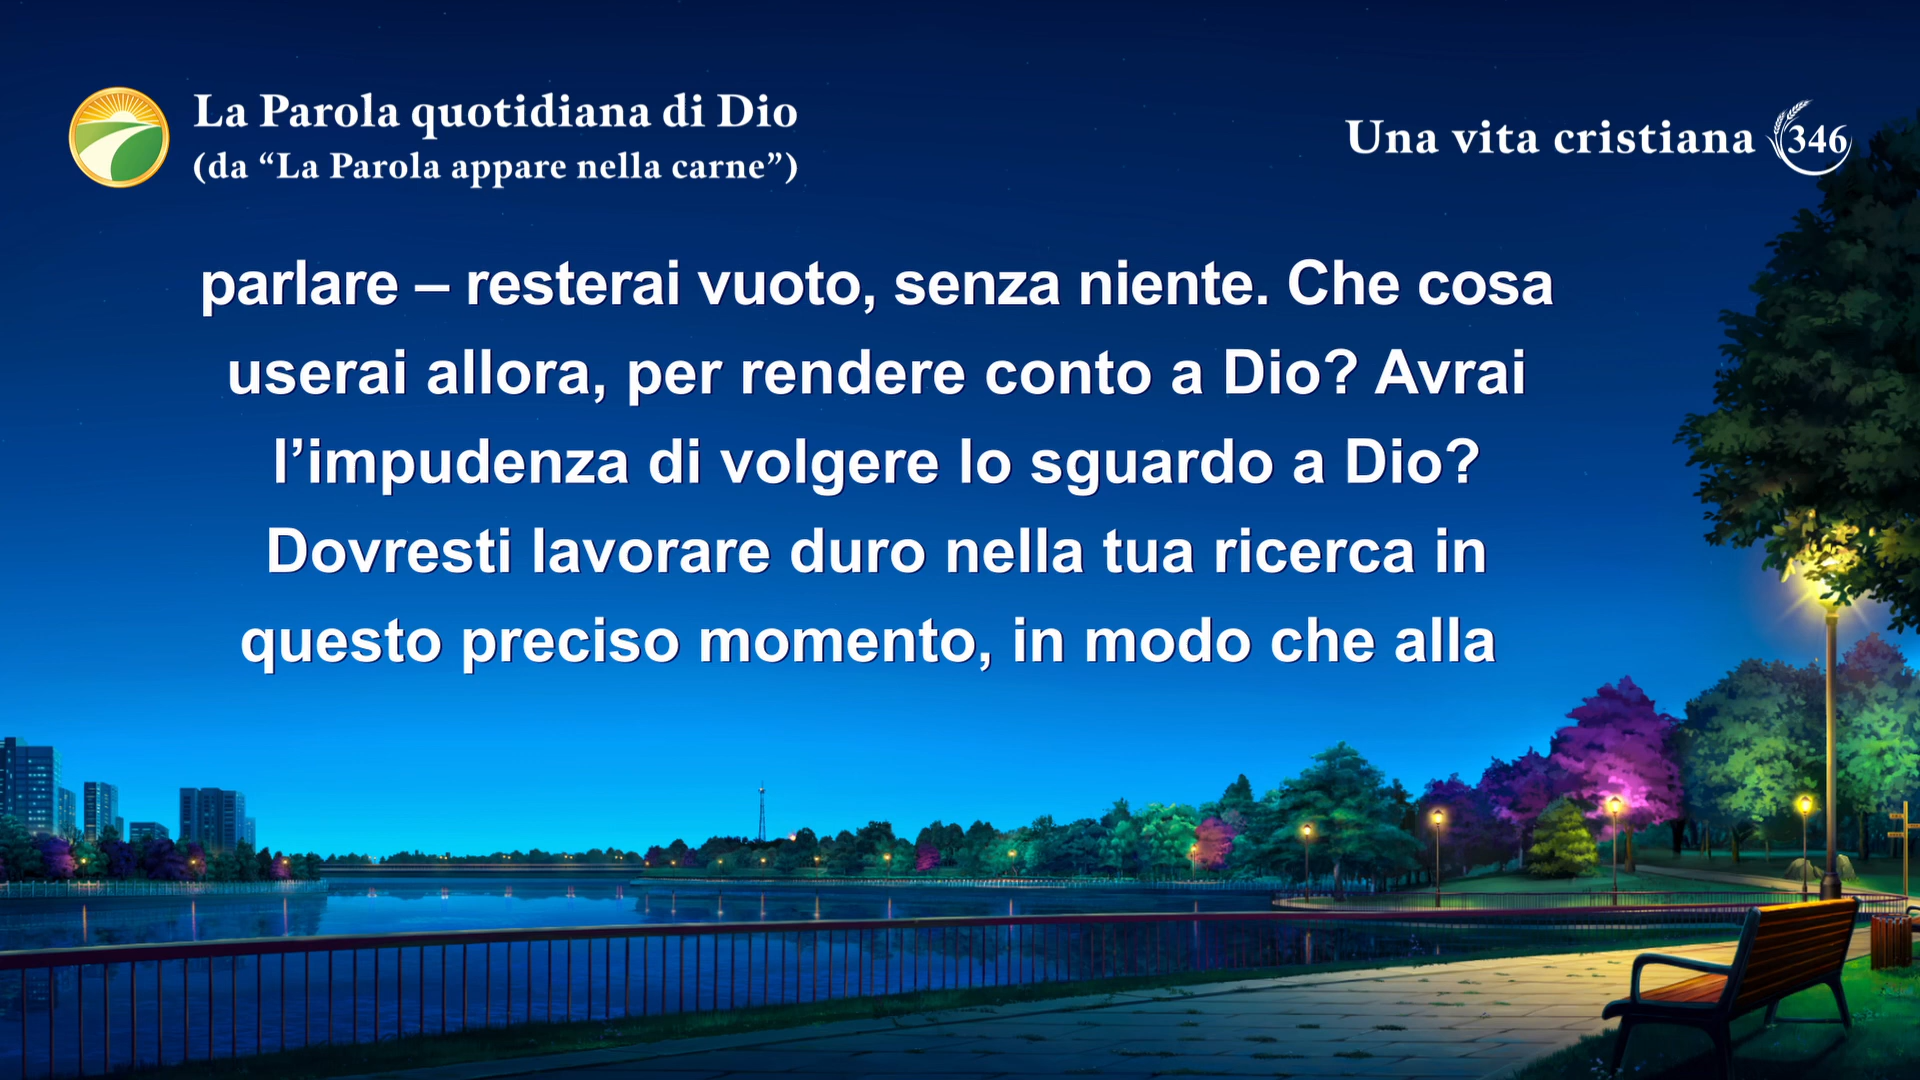 La Parola quotidiana di Dio
(da “La Parola appare nella carne”)
Una vita cristiana 346
parlare – resterai vuoto, senza niente. Che cosa
userai allora, per rendere conto a Dio? Avrai
l’impudenza di volgere lo sguardo a Dio?
Dovresti lavorare duro nella tua ricerca in
questo preciso momento, in modo che alla